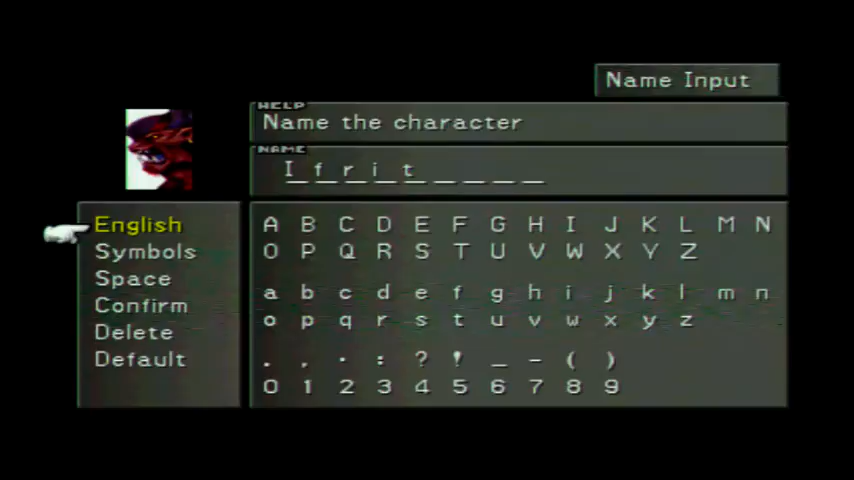 Name Input
HELP
Name the character
NAME
Ifrit
English
Symbols
Space
Confirm
Delete
Default
A B C D E F G H I J K L M N
O P Q R S T U V W X Y Z
a b c d e f g h i j k l m n
o p q r s t u v w x y z
. , · : ? ! _ - ( )
0 1 2 3 4 5 6 7 8 9